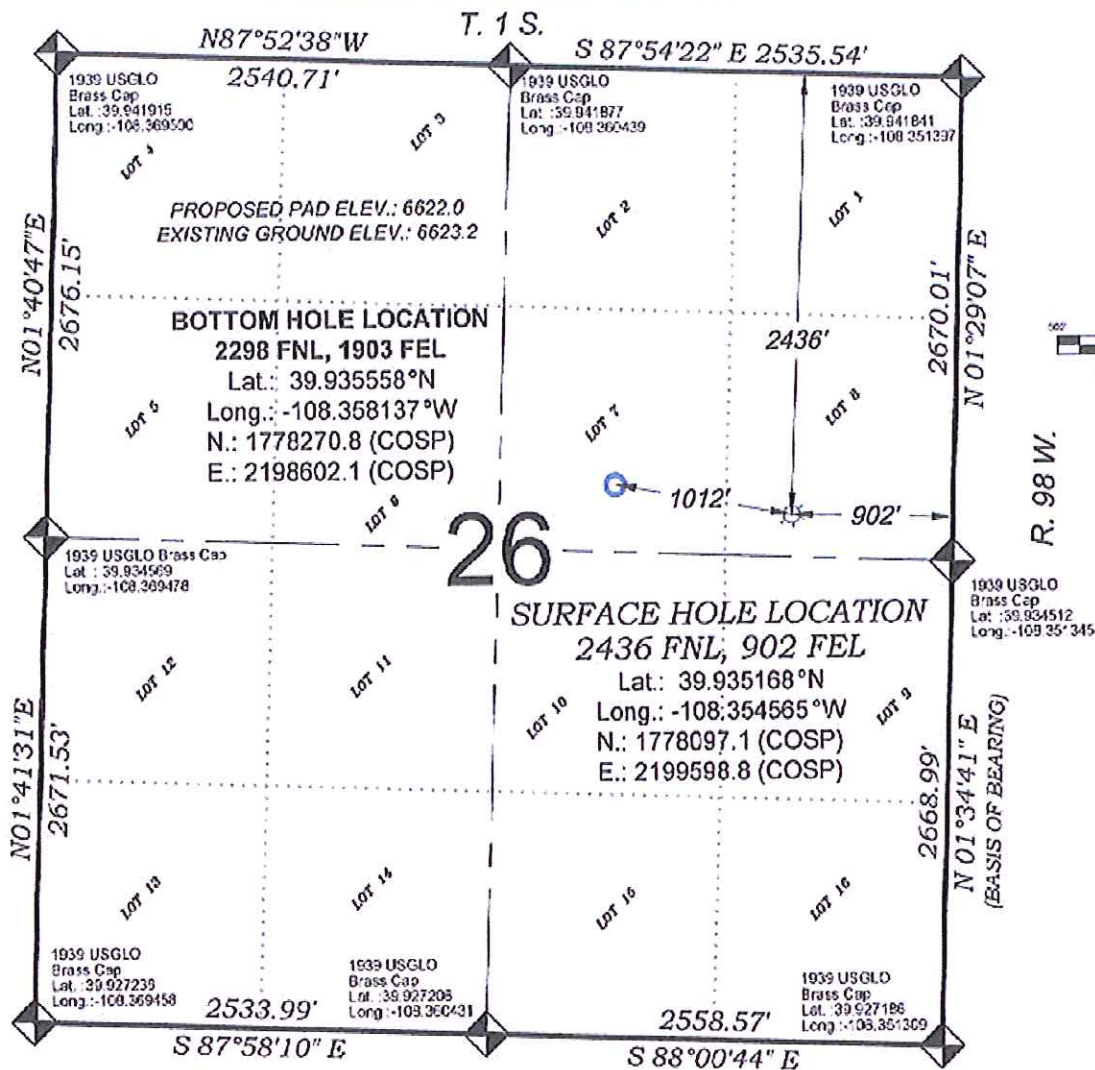 T. 1 S.
N87°52'38"W
2540.71'
S 87°54'22" E 2535.54'
1939 USGLO
Brass Cap
Lat. :39.941915
Long.:-108.369500
1939 USGLO
Brass Cap
Lat. :39.941877
Long.:-108.360439
1939 USGLO
Brass Cap
Lat. :39.941841
Long.:-108.351397
LOT 4
LOT 3
LOT 2
LOT 1
PROPOSED PAD ELEV.: 6622.0
EXISTING GROUND ELEV.: 6623.2
N01°40'47"E
2676.15'
2670.01'
N 01°29'07" E
BOTTOM HOLE LOCATION
2298 FNL, 1903 FEL
Lat.: 39.935558°N
Long.: -108.358137°W
N.: 1778270.8 (COSP)
E.: 2198602.1 (COSP)
2436'
LOT 5
LOT 6
LOT 7
LOT 8
1012'
902'
R. 98 W.
26
1939 USGLO Brass Cap
Lat : 39.934569
Long.:-108.369478
1939 USGLO
Brass Cap
Lat :39.934512
SURFACE HOLE LOCATION
2436 FNL, 902 FEL
Lat.: 39.935168°N
Long.: -108.354565°W
N.: 1778097.1 (COSP)
E.: 2199598.8 (COSP)
LOT 12
LOT 11
LOT 10
LOT 9
N01°41'31"E
2671.53'
2668.99'
N 01°34'41" E
(BASIS OF BEARING)
LOT 13
LOT 14
LOT 15
LOT 16
1939 USGLO
Brass Cap
Lat. :39.927236
Long.:-108.369458
1939 USGLO
Brass Cap
Lat. :39.927206
Long.:-108.360431
1939 USGLO
Brass Cap
Lat. :39.927186
Long.:-108.351309
2533.99'
S 87°58'10" E
2558.57'
S 88°00'44" E